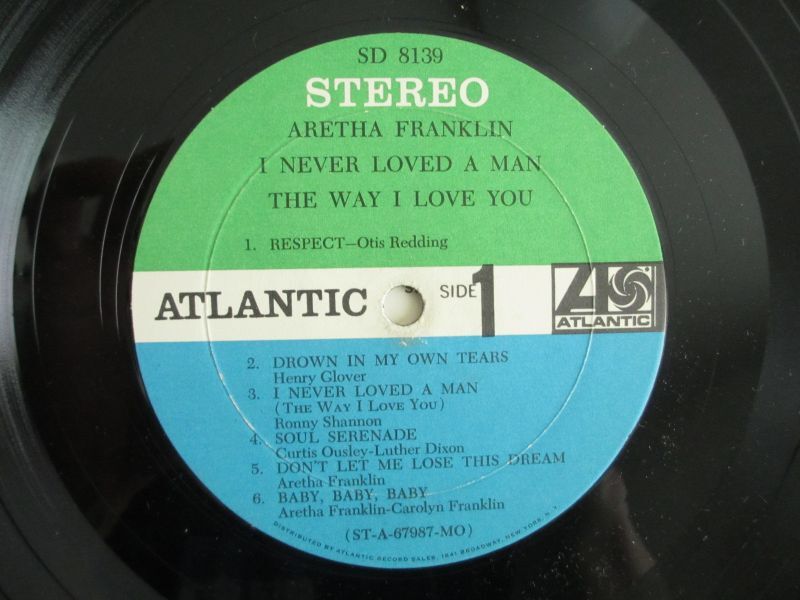 SD 8139
STEREO
ARETHA FRANKLIN
I NEVER LOVED A MAN
THE WAY I LOVE YOU
1. RESPECT—Otis Redding
ATLANTIC
SIDE 1
ATLANTIC
2. DROWN IN MY OWN TEARS
Henry Glover
3. I NEVER LOVED A MAN
(THE WAY I LOVE YOU)
Ronny Shannon
4. SOUL SERENADE
Curtis Ousley-Luther Dixon
5. DON'T LET ME LOSE THIS DREAM
Aretha Franklin
6. BABY, BABY, BABY
Aretha Franklin-Carolyn Franklin
(ST-A-67987-MO)
DISTRIBUTED BY ATLANTIC RECORD SALES, 1841 BROADWAY, NEW YORK, N. Y.